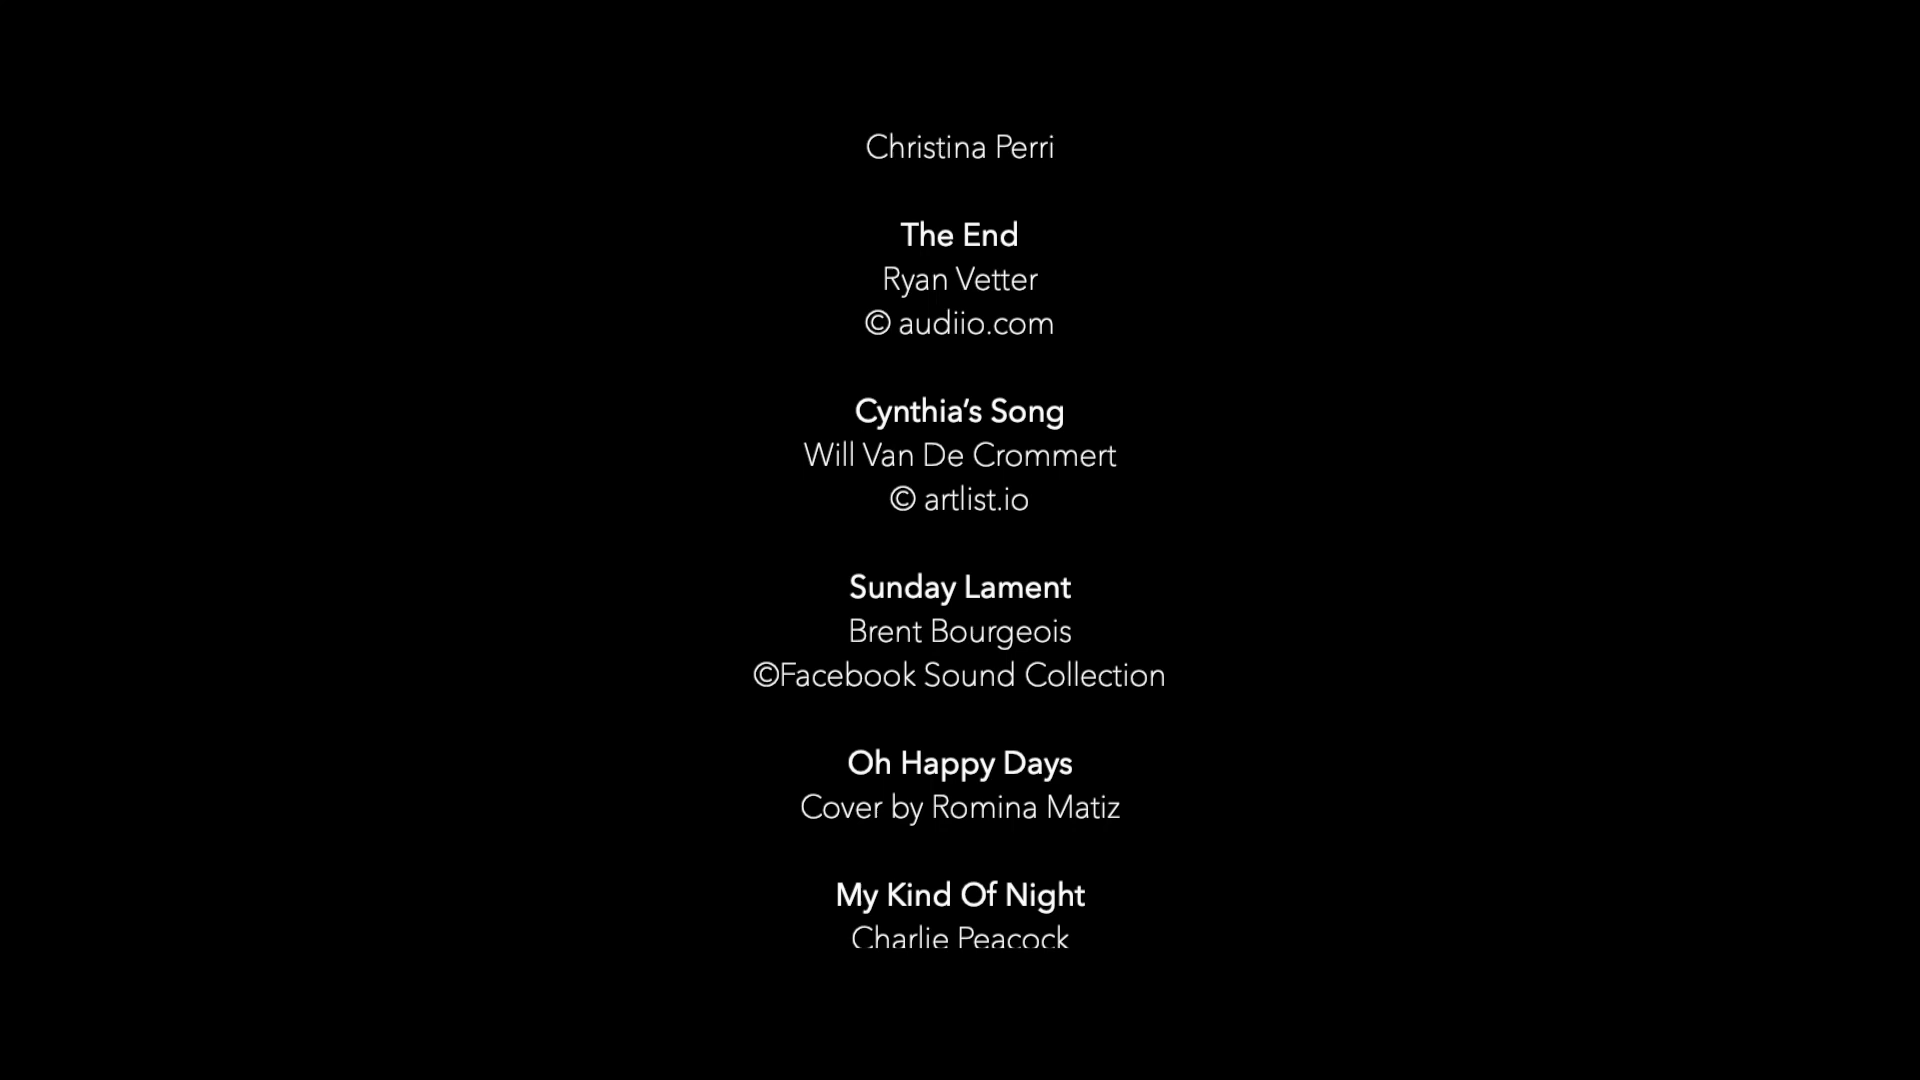 Christina Perri
The End
Ryan Vetter
© audiio.com
Cynthia’s Song
Will Van De Crommert
© artlist.io
Sunday Lament
Brent Bourgeois
©Facebook Sound Collection
Oh Happy Days
Cover by Romina Matiz
My Kind Of Night
Charlie Peacock